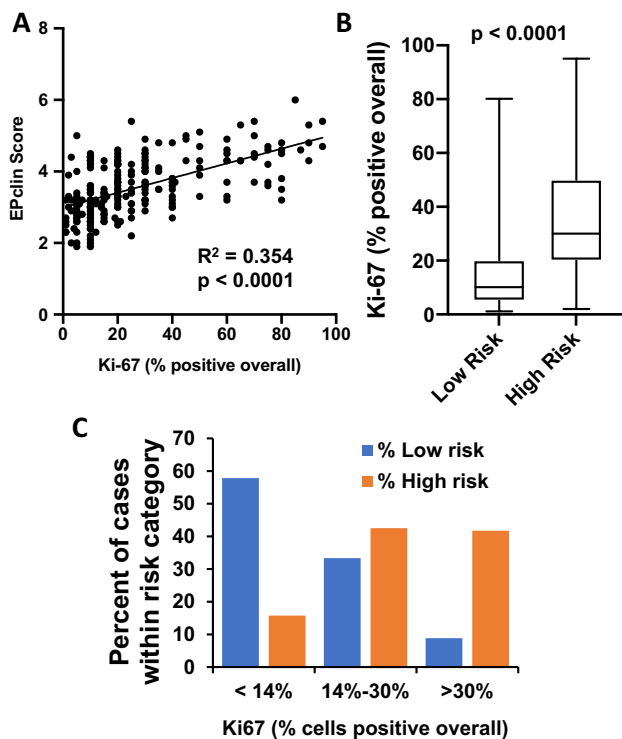 A
EPclin Score
8
6
4
2
0
0 20 40 60 80 100
R² = 0.354
p < 0.0001
Ki-67 (% positive overall)
B
p < 0.0001
Ki-67 (% positive overall)
100
80
60
40
20
0
Low Risk
High Risk
C
Percent of cases
within risk category
70
60
50
40
30
20
10
0
% Low risk
% High risk
< 14% 14%-30% >30%
Ki67 (% cells positive overall)